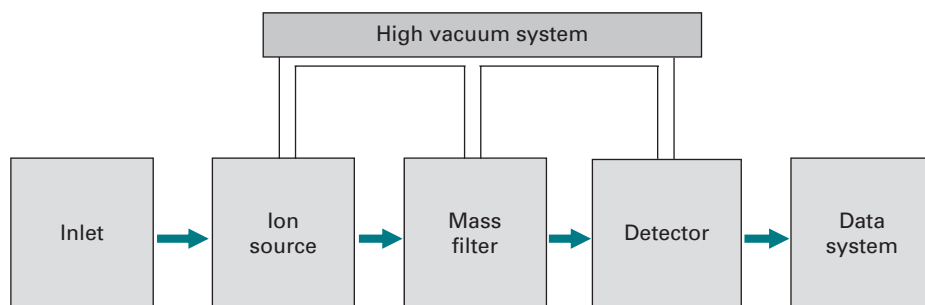 High vacuum system
Inlet
Ion
source
Mass
filter
Detector
Data
system